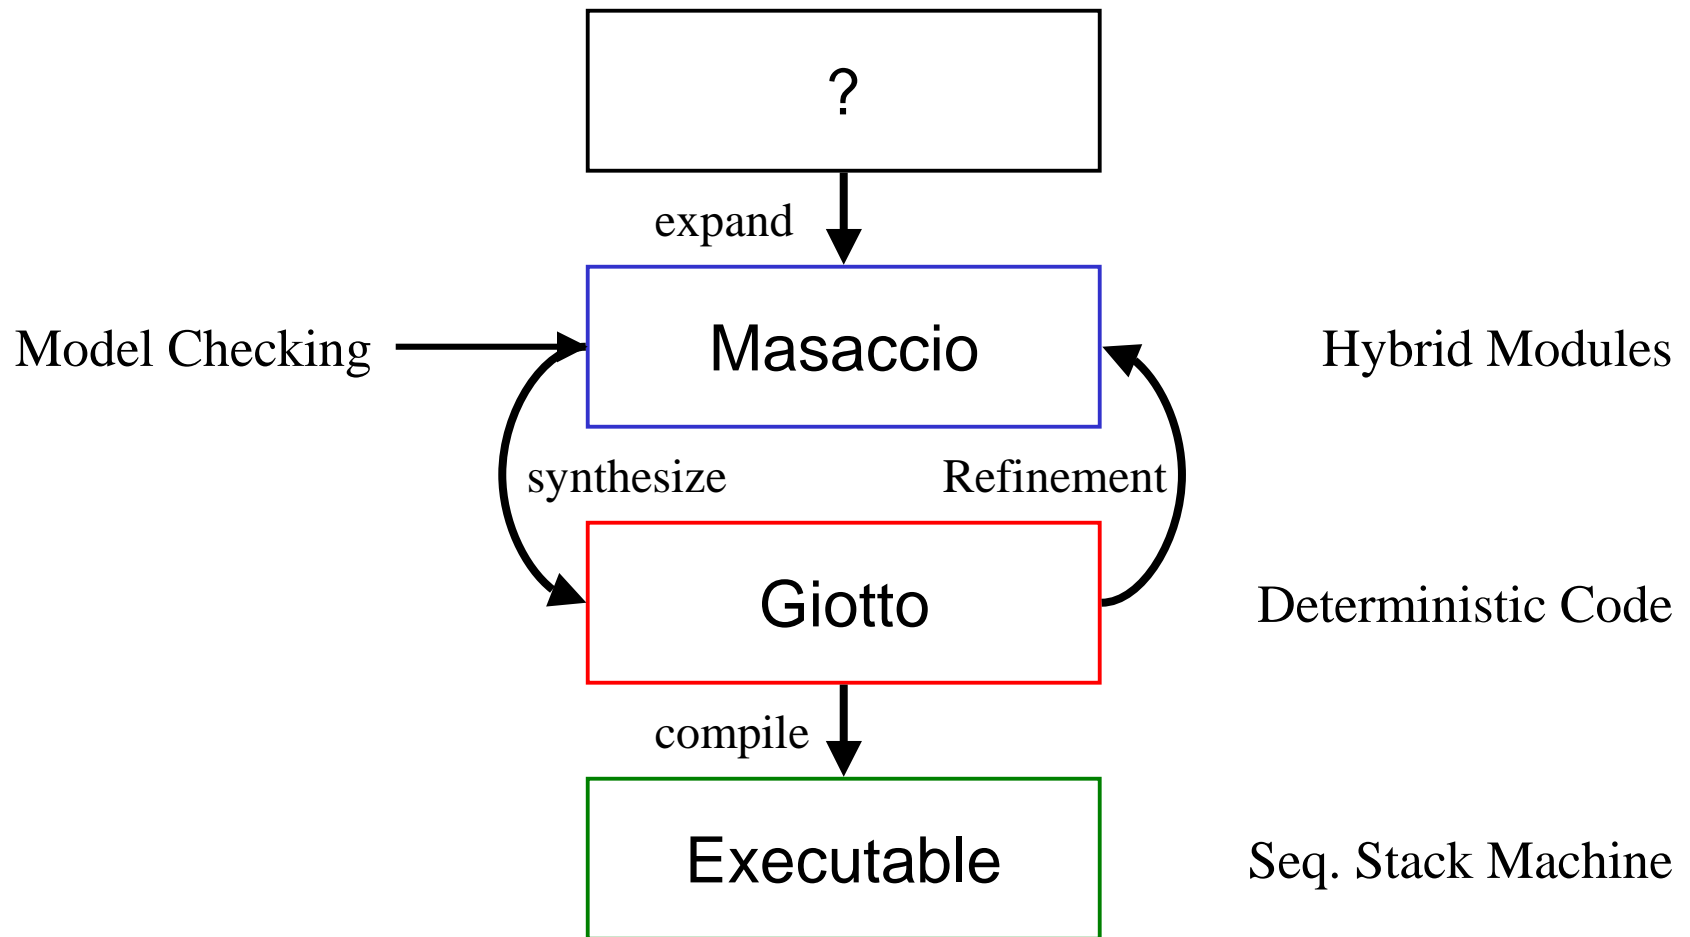 ?
expand
Model Checking
Masaccio
Hybrid Modules
synthesize
Refinement
Giotto
Deterministic Code
compile
Executable
Seq. Stack Machine